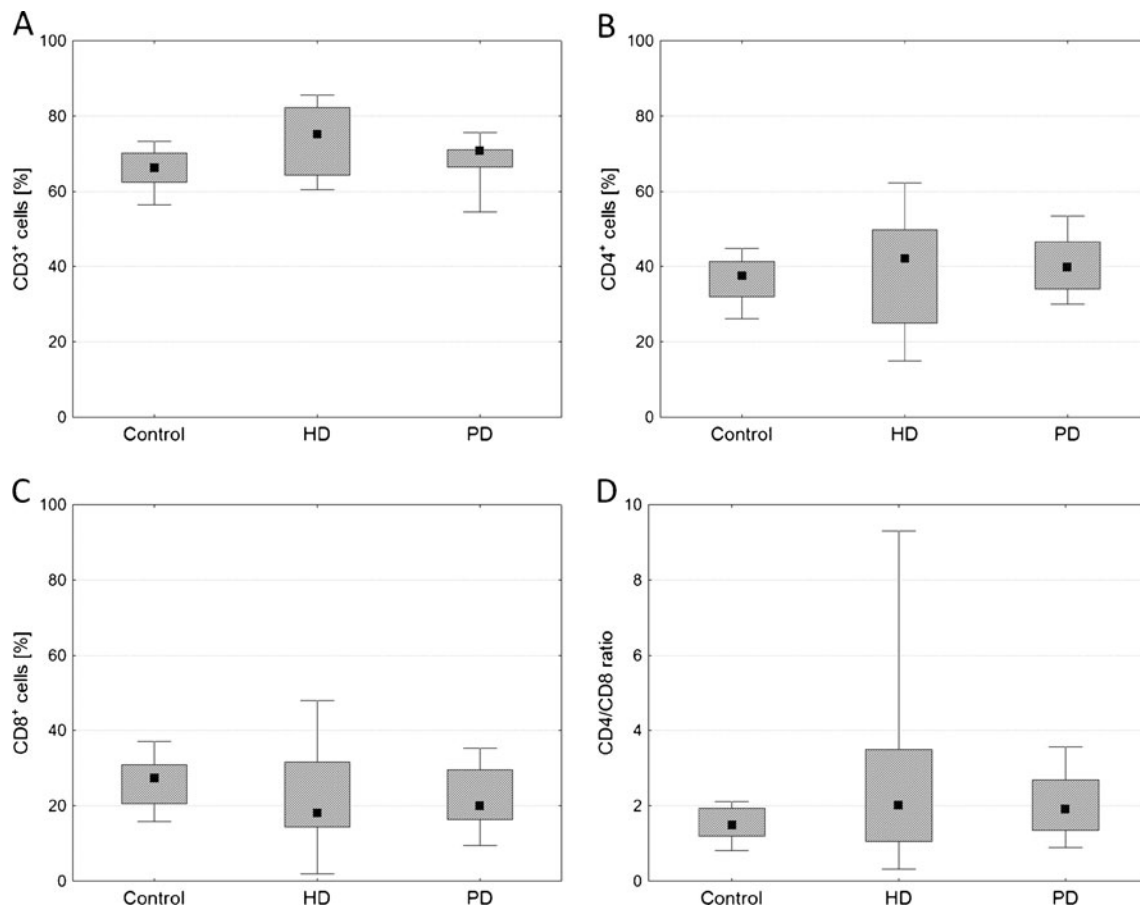 A
B
100
80
60
40
20
0
CD3+ cells [%]
Control HD PD
100
80
60
40
20
0
CD4+ cells [%]
Control HD PD
C
D
100
80
60
40
20
0
CD8+ cells [%]
Control HD PD
10
8
6
4
2
0
CD4/CD8 ratio
Control HD PD